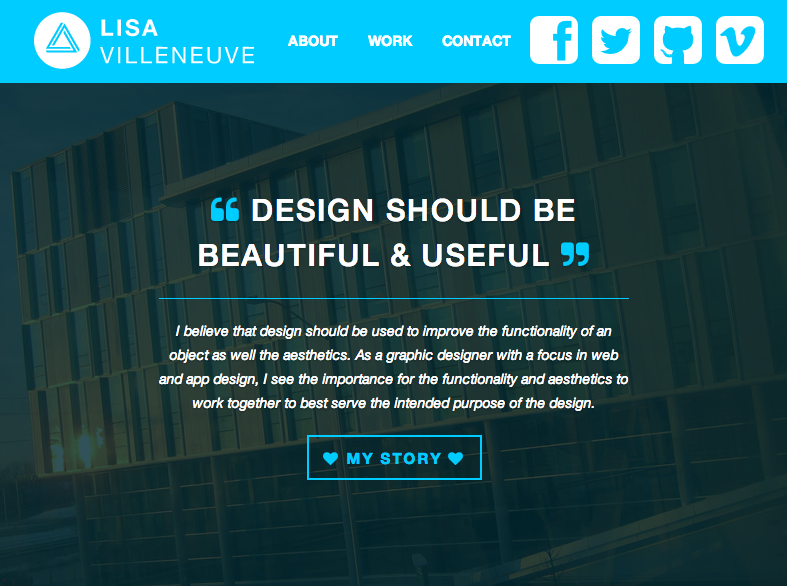 LISA
VILLENEUVE
ABOUT WORK CONTACT
“ DESIGN SHOULD BE
BEAUTIFUL & USEFUL ”
I believe that design should be used to improve the functionality of an
object as well the aesthetics. As a graphic designer with a focus in web
and app design, I see the importance for the functionality and aesthetics to
work together to best serve the intended purpose of the design.
♥ MY STORY ♥